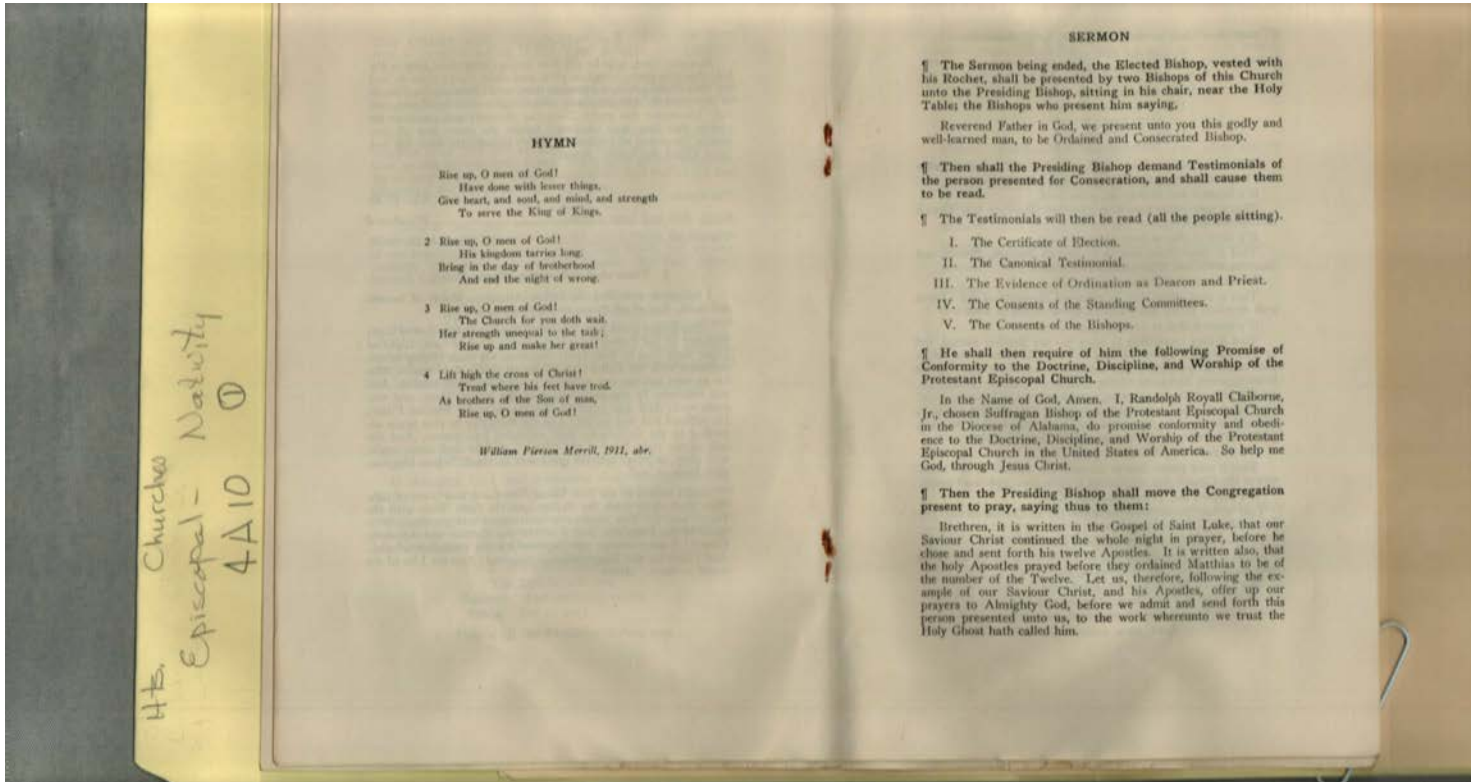 Hts. Churches
Episcopal - Nativity
4A10 ①
HYMN
Rise up, O men of God!
Have done with lesser things,
Give heart, and soul, and mind, and strength
To serve the King of Kings.
2 Rise up, O men of God!
His kingdom tarries long.
Bring in the day of brotherhood
And end the night of wrong.
3 Rise up, O men of God!
The Church for you doth wait,
Her strength unequal to the task;
Rise up and make her great!
4 Lift high the cross of Christ!
Tread where his feet have trod.
As brothers of the Son of man,
Rise up, O men of God!
William Pierson Merrill, 1911, abr.
SERMON
¶ The Sermon being ended, the Elected Bishop, vested with
his Rochet, shall be presented by two Bishops of this Church
unto the Presiding Bishop, sitting in his chair, near the Holy
Table; the Bishops who present him saying,
Reverend Father in God, we present unto you this godly and
well-learned man, to be Ordained and Consecrated Bishop.
¶ Then shall the Presiding Bishop demand Testimonials of
the person presented for Consecration, and shall cause them
to be read.
¶ The Testimonials will then be read (all the people sitting).
I. The Certificate of Election.
II. The Canonical Testimonial.
III. The Evidence of Ordination as Deacon and Priest.
IV. The Consents of the Standing Committees.
V. The Consents of the Bishops.
¶ He shall then require of him the following Promise of
Conformity to the Doctrine, Discipline, and Worship of the
Protestant Episcopal Church.
In the Name of God, Amen. I, Randolph Royall Claiborne,
Jr., chosen Suffragan Bishop of the Protestant Episcopal Church
in the Diocese of Alabama, do promise conformity and obedi-
ence to the Doctrine, Discipline, and Worship of the Protestant
Episcopal Church in the United States of America. So help me
God, through Jesus Christ.
¶ Then the Presiding Bishop shall move the Congregation
present to pray, saying thus to them:
Brethren, it is written in the Gospel of Saint Luke, that our
Saviour Christ continued the whole night in prayer, before he
chose and sent forth his twelve Apostles. It is written also, that
the holy Apostles prayed before they ordained Matthias to be of
the number of the Twelve. Let us, therefore, following the ex-
ample of our Saviour Christ, and his Apostles, offer up our
prayers to Almighty God, before we admit and send forth this
person presented unto us, to the work whereunto we trust the
Holy Ghost hath called him.